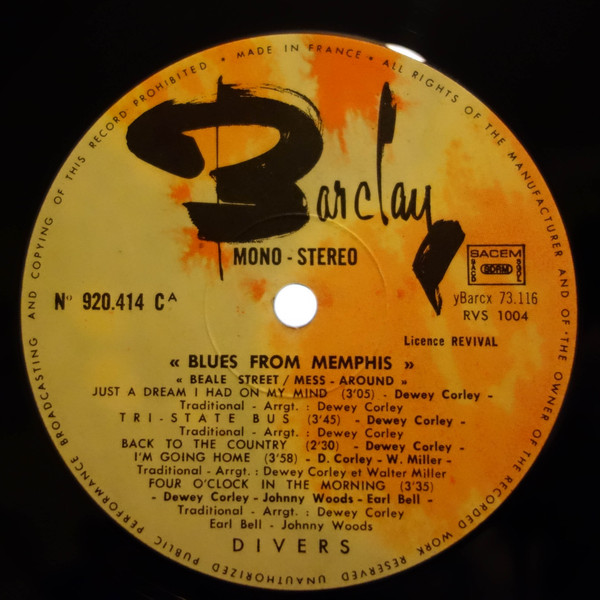 MADE IN FRANCE • ALL RIGHTS OF THE MANUFACTURER AND OF THE OWNER OF THE RECORDED WORK RESERVED UNAUTHORIZED PUBLIC PERFORMANCE BROADCASTING AND COPYING OF THIS RECORD PROHIBITED •
Barclay
MONO - STEREO
SACEM
SDRM
N° 920.414 C A
yBarcx 73.116
RVS 1004
Licence REVIVAL
« BLUES FROM MEMPHIS »
« BEALE STREET / MESS - AROUND »
JUST A DREAM I HAD ON MY MIND (3'05) - Dewey Corley -
Traditional - Arrgt. : Dewey Corley
TRI-STATE BUS (3'45) - Dewey Corley -
Traditional - Arrgt. : Dewey Corley
BACK TO THE COUNTRY (2'30) - Dewey Corley -
I'M GOING HOME (3'58) - D. Corley - W. Miller -
Traditional - Arrgt. : Dewey Corley et Walter Miller
FOUR O'CLOCK IN THE MORNING (3'35)
- Dewey Corley - Johnny Woods - Earl Bell -
Traditional - Arrgt. : Dewey Corley
Earl Bell - Johnny Woods
DIVERS